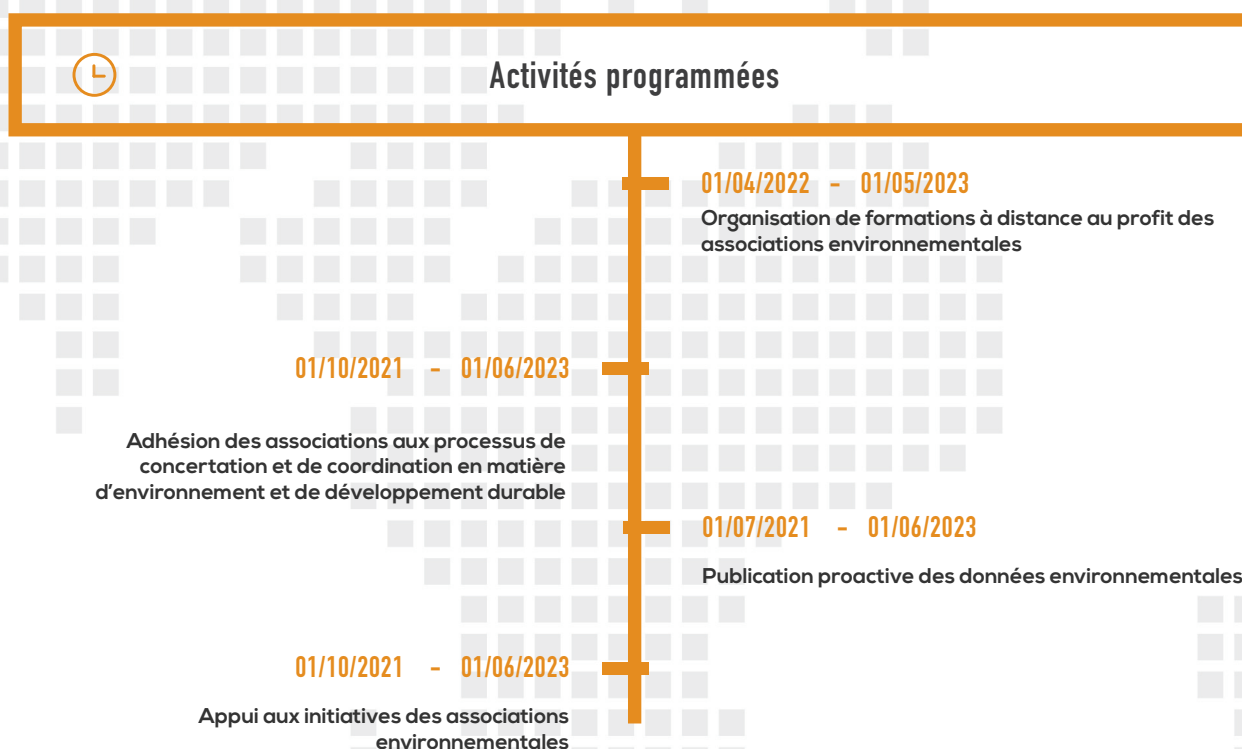 Activités programmées
01/04/2022 - 01/05/2023
Organisation de formations à distance au profit des
associations environnementales
01/10/2021 - 01/06/2023
Adhésion des associations aux processus de
concertation et de coordination en matière
d'environnement et de développement durable
01/07/2021 - 01/06/2023
Publication proactive des données environnementales
01/10/2021 - 01/06/2023
Appui aux initiatives des associations
environnementales